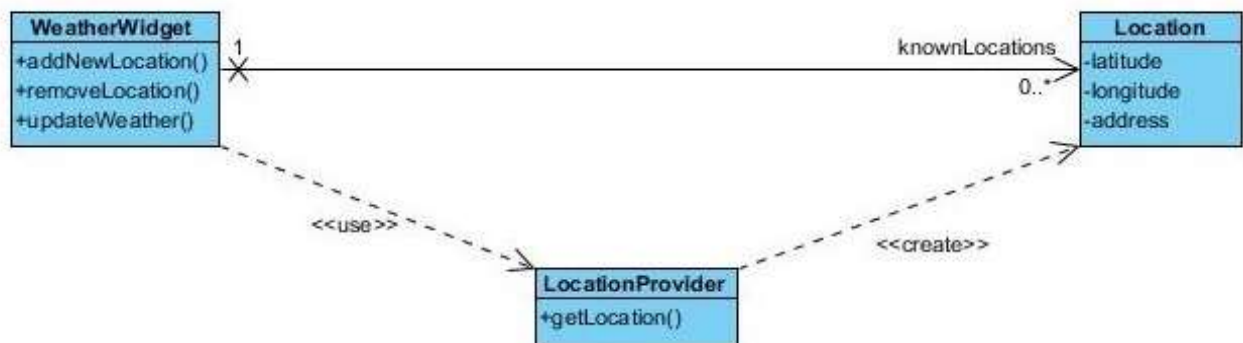 WeatherWidget
+addNewLocation()
+removeLocation()
+updateWeather()
1
knownLocations
0..*
Location
-latitude
-longitude
-address
<<use>>
<<create>>
LocationProvider
+getLocation()